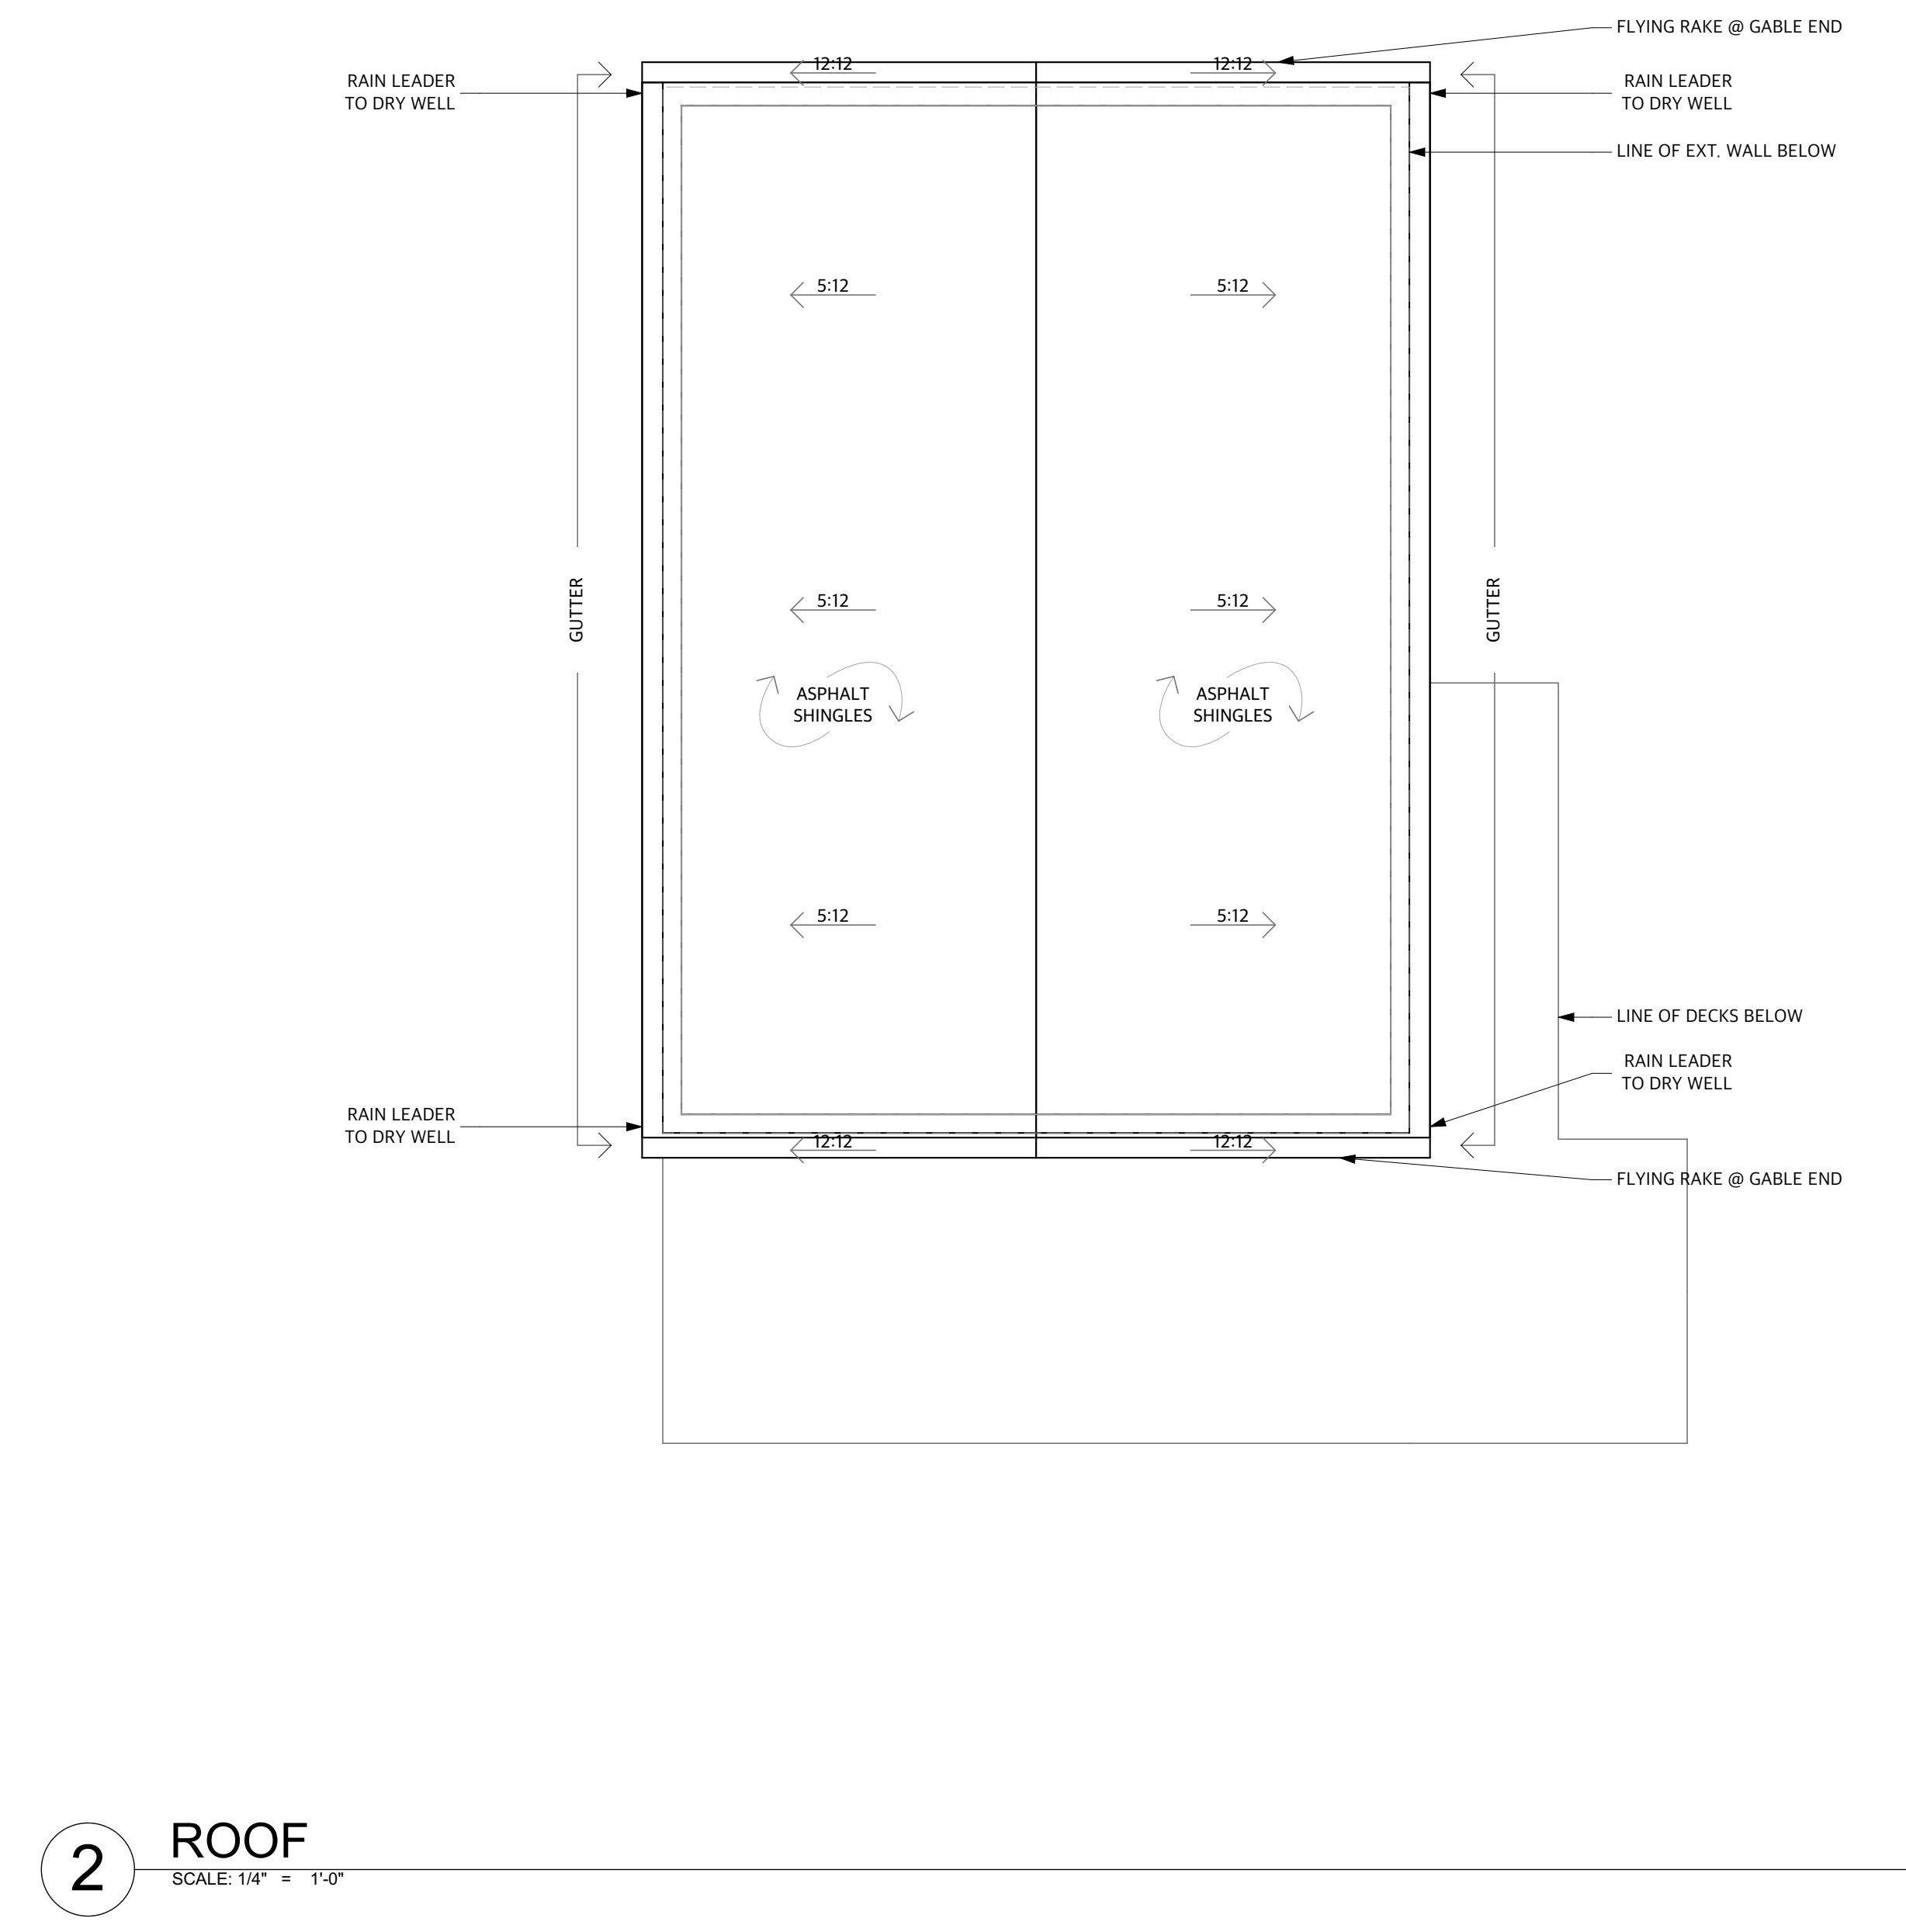 FLYING RAKE @ GABLE END
12:12
12:12
RAIN LEADER
TO DRY WELL
RAIN LEADER
TO DRY WELL
LINE OF EXT. WALL BELOW
5:12
5:12
GUTTER
5:12
5:12
GUTTER
ASPHALT
SHINGLES
ASPHALT
SHINGLES
5:12
5:12
LINE OF DECKS BELOW
RAIN LEADER
TO DRY WELL
RAIN LEADER
TO DRY WELL
12:12
12:12
FLYING RAKE @ GABLE END
2
ROOF
SCALE: 1/4" = 1'-0"